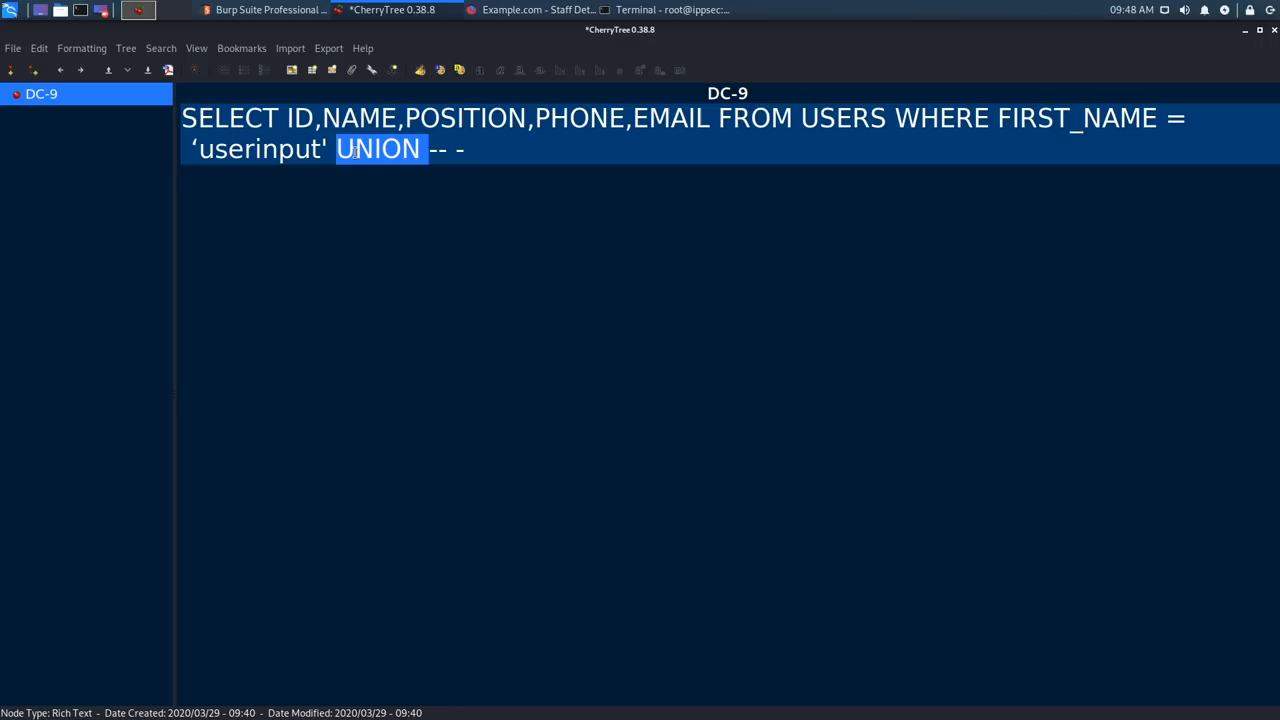 Burp Suite Professional ...
*CherryTree 0.38.8
Example.com - Staff Det...
Terminal - root@ippsec:...
09:48 AM
*CherryTree 0.38.8
File Edit Formatting Tree Search View Bookmarks Import Export Help
DC-9
DC-9
SELECT ID,NAME,POSITION,PHONE,EMAIL FROM USERS WHERE FIRST_NAME =
‘userinput' UNION -- -
Node Type: Rich Text - Date Created: 2020/03/29 - 09:40 - Date Modified: 2020/03/29 - 09:40